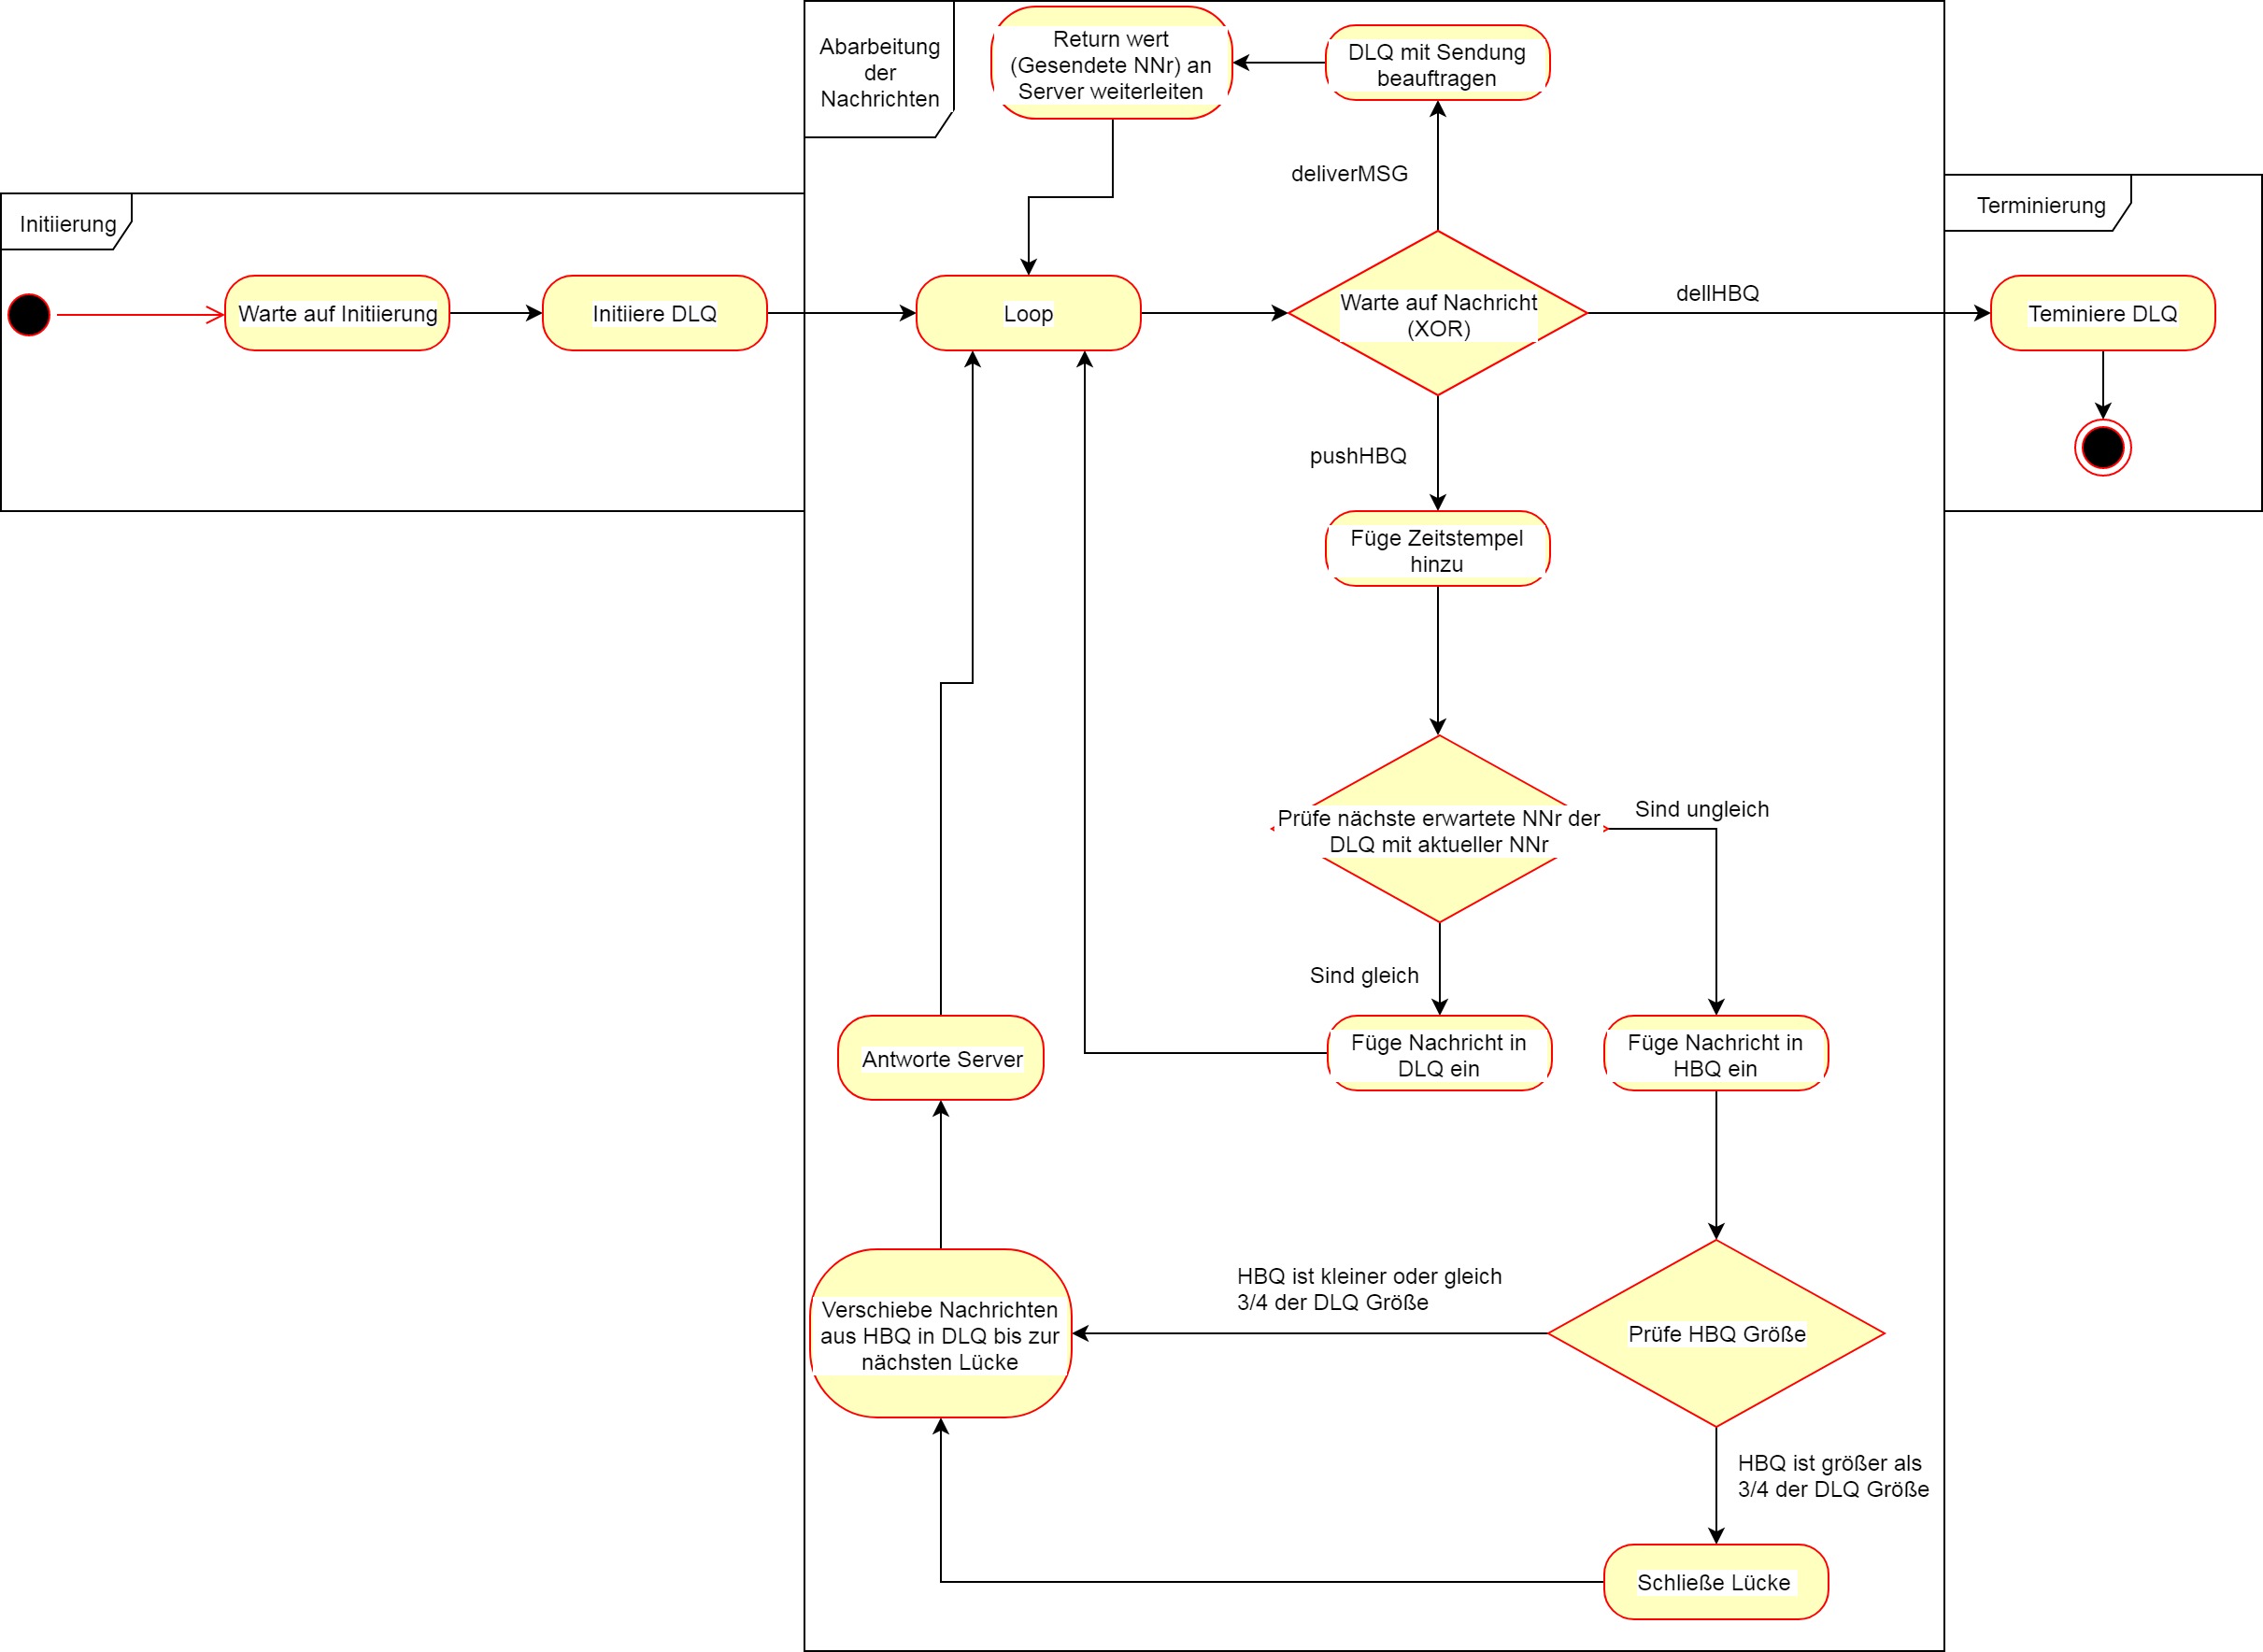 Abarbeitung
der
Nachrichten
Return wert
(Gesendete NNr) an
Server weiterleiten
DLQ mit Sendung
beauftragen
deliverMSG
Initiierung
Terminierung
Warte auf Initiierung
Initiiere DLQ
Loop
Warte auf Nachricht
(XOR)
dellHBQ
Teminiere DLQ
pushHBQ
Füge Zeitstempel
hinzu
Prüfe nächste erwartete NNr der
DLQ mit aktueller NNr
Sind ungleich
Sind gleich
Antworte Server
Füge Nachricht in
DLQ ein
Füge Nachricht in
HBQ ein
HBQ ist kleiner oder gleich
3/4 der DLQ Größe
Verschiebe Nachrichten
aus HBQ in DLQ bis zur
nächsten Lücke
Prüfe HBQ Größe
HBQ ist größer als
3/4 der DLQ Größe
Schließe Lücke